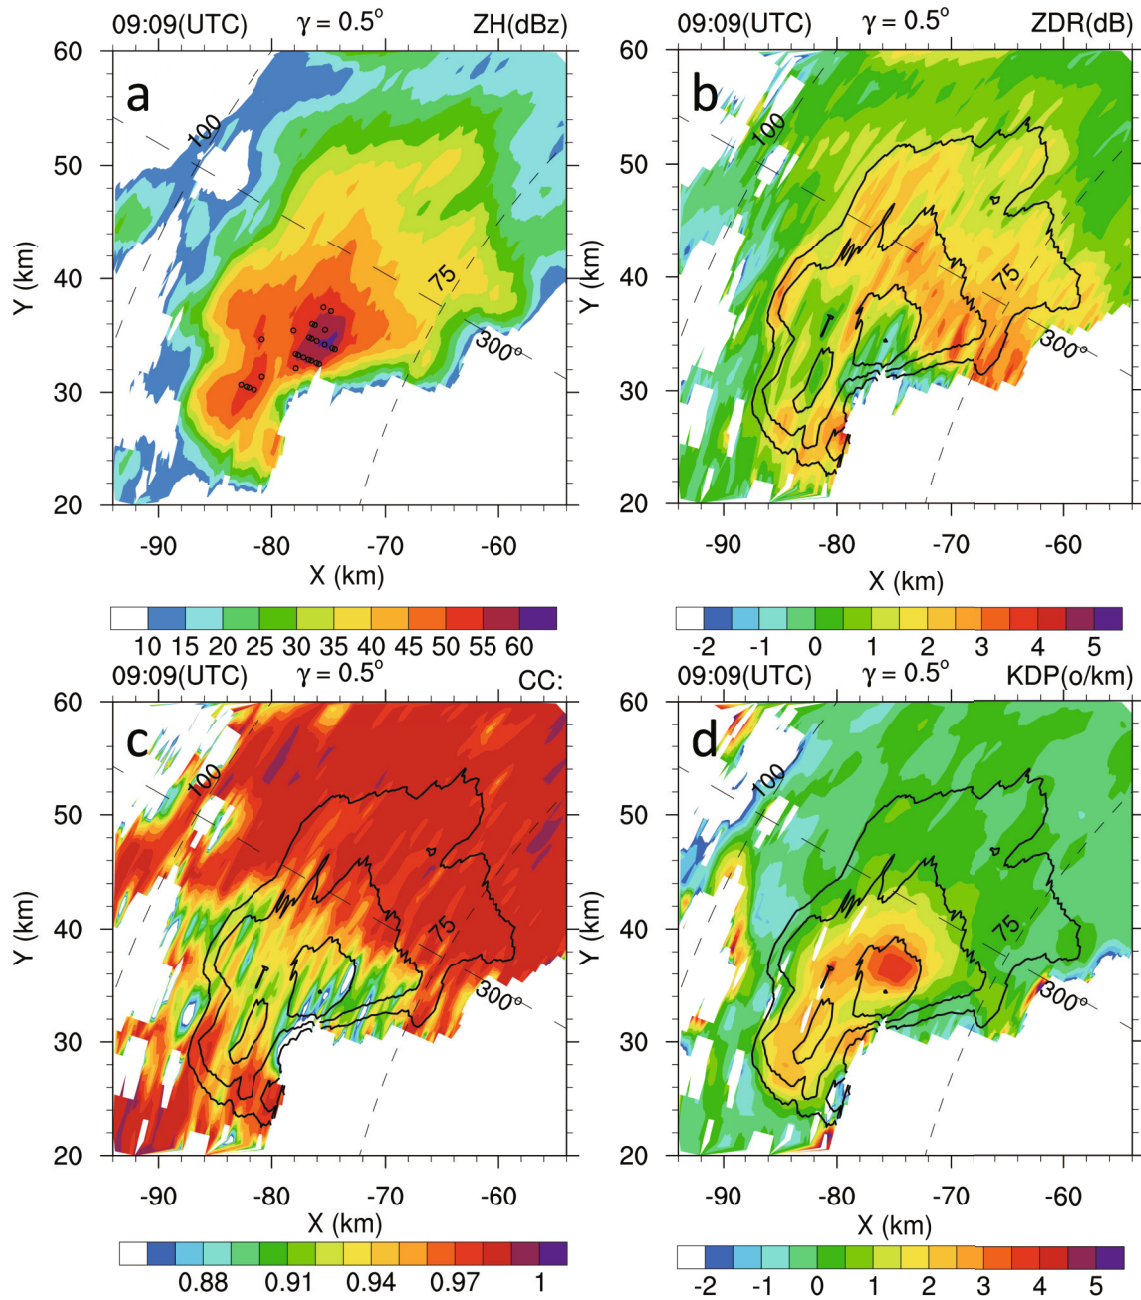 09:09(UTC) γ = 0.5° ZH(dBz)
a
60
50
40
30
20
Y (km)
100
75
300°
-90 -80 -70 -60
X (km)
10 15 20 25 30 35 40 45 50 55 60
09:09(UTC) γ = 0.5° ZDR(dB)
b
60
50
40
30
20
Y (km)
100
75
300°
-90 -80 -70 -60
X (km)
-2 -1 0 1 2 3 4 5
09:09(UTC) γ = 0.5° CC:
c
60
50
40
30
20
Y (km)
100
75
300°
-90 -80 -70 -60
X (km)
0.88 0.91 0.94 0.97 1
09:09(UTC) γ = 0.5° KDP(o/km)
d
60
50
40
30
20
Y (km)
100
75
300°
-90 -80 -70 -60
X (km)
-2 -1 0 1 2 3 4 5